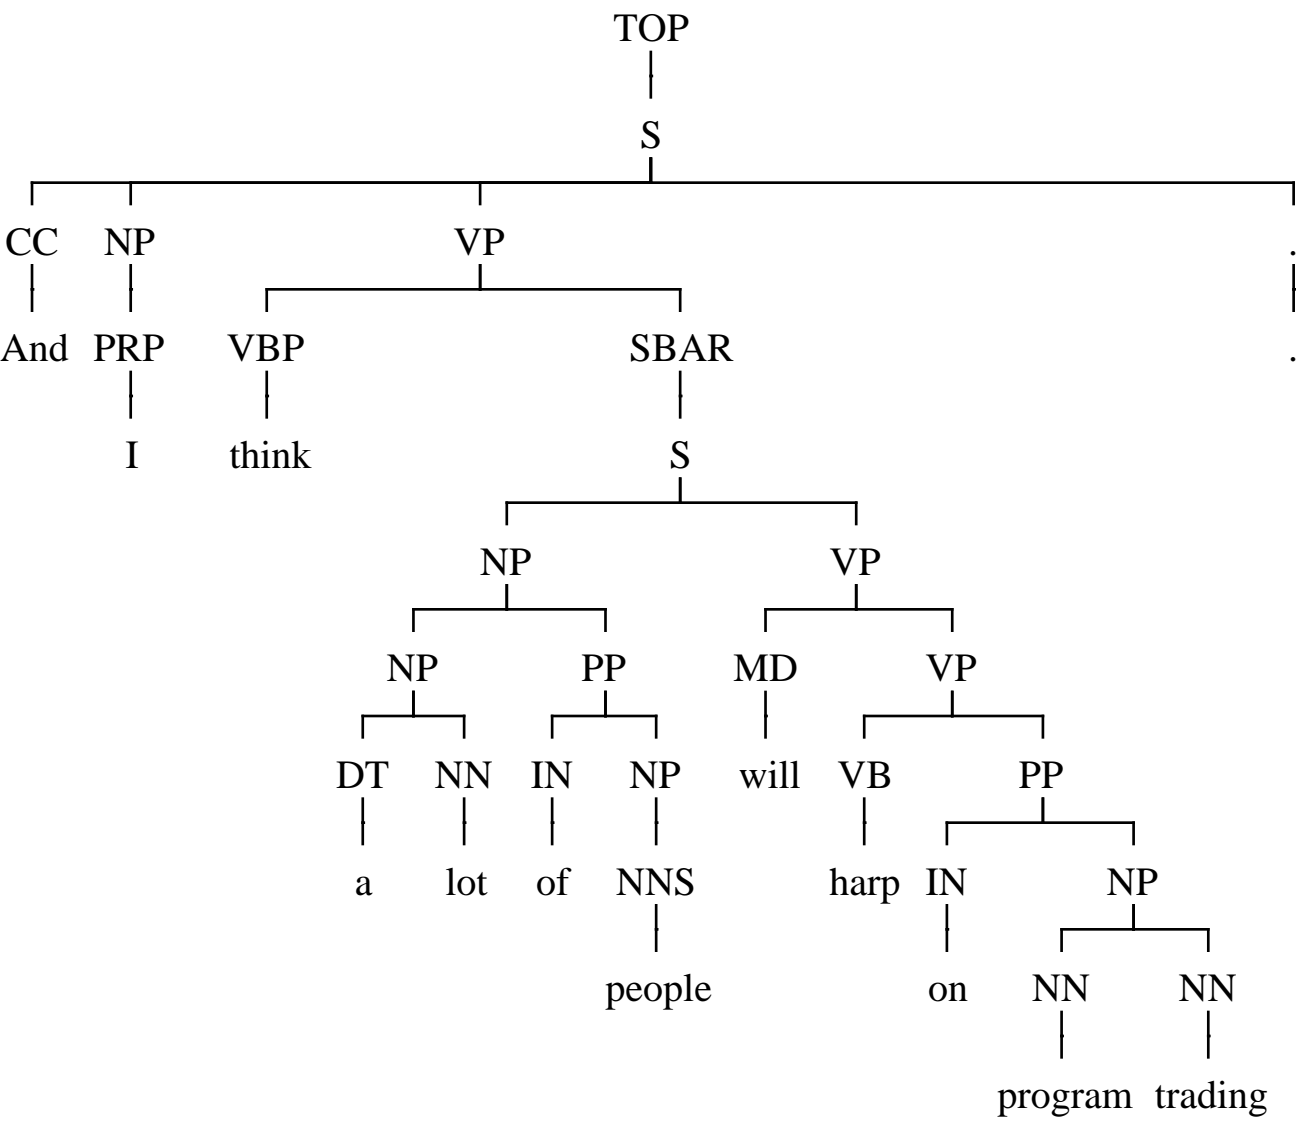 TOP
S
CC NP VP .
And PRP VBP SBAR .
I think S
NP VP
NP PP MD VP
DT NN IN NP will VB PP
a lot of NNS harp IN NP
people on NN NN
program trading